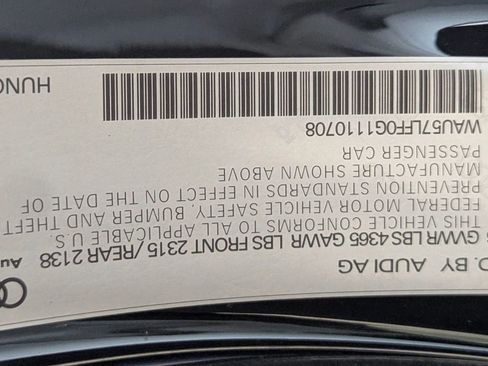 D. BY AUDI AG
Au
GVWR LBS 4365 GAWR LBS FRONT 2315 /REAR 2138
THIS VEHICLE CONFORMS TO ALL APPLICABLE U.S.
FEDERAL MOTOR VEHICLE SAFETY, BUMPER AND THEFT
PREVENTION STANDARDS IN EFFECT ON THE DATE OF
MANUFACTURE SHOWN ABOVE
PASSENGER CAR
WAU57LFF0G1110708
HUNG